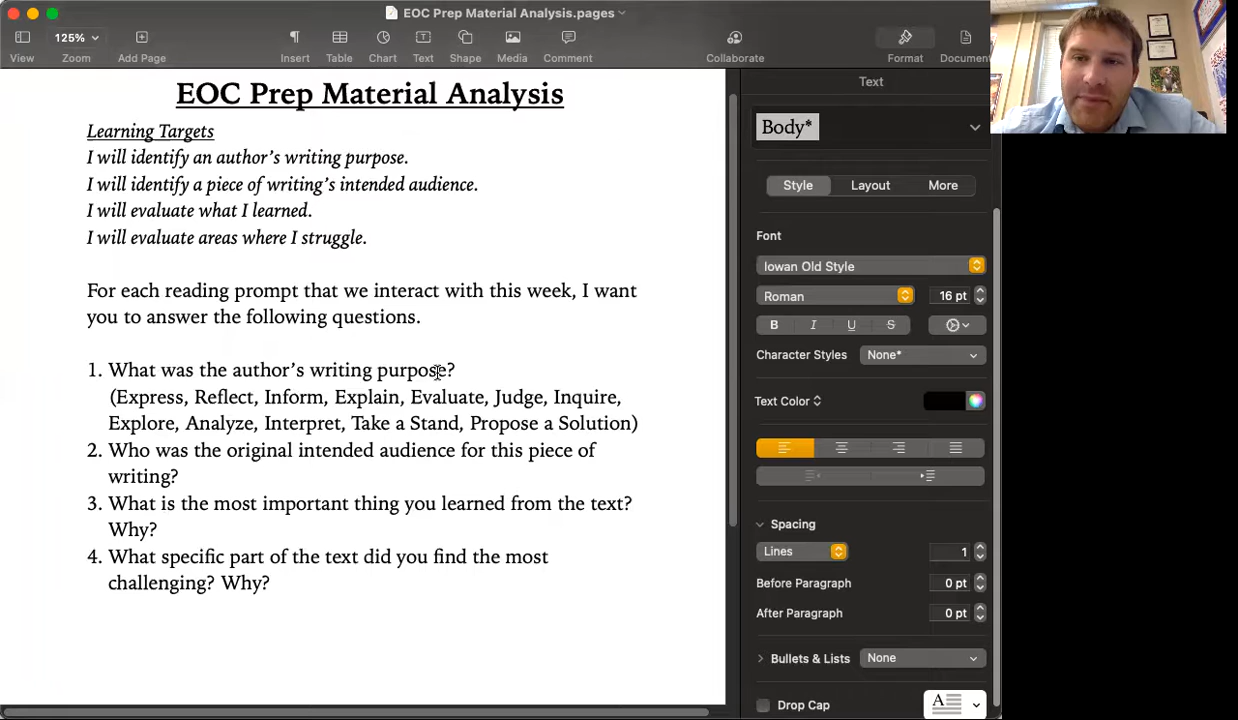 EOC Prep Material Analysis.pages
125%
View
Zoom
Add Page
Insert
Table
Chart
Text
Shape
Media
Comment
Collaborate
Format
Documen
EOC Prep Material Analysis
Learning Targets
I will identify an author's writing purpose.
I will identify a piece of writing's intended audience.
I will evaluate what I learned.
I will evaluate areas where I struggle.
For each reading prompt that we interact with this week, I want
you to answer the following questions.
1. What was the author's writing purpose?
(Express, Reflect, Inform, Explain, Evaluate, Judge, Inquire,
Explore, Analyze, Interpret, Take a Stand, Propose a Solution)
2. Who was the original intended audience for this piece of
writing?
3. What is the most important thing you learned from the text?
Why?
4. What specific part of the text did you find the most
challenging? Why?
Text
Body*
Style
Layout
More
Font
Iowan Old Style
Roman
16 pt
B I U S
Character Styles
None*
Text Color
Spacing
Lines
1
Before Paragraph
0 pt
After Paragraph
0 pt
Bullets & Lists
None
Drop Cap
A